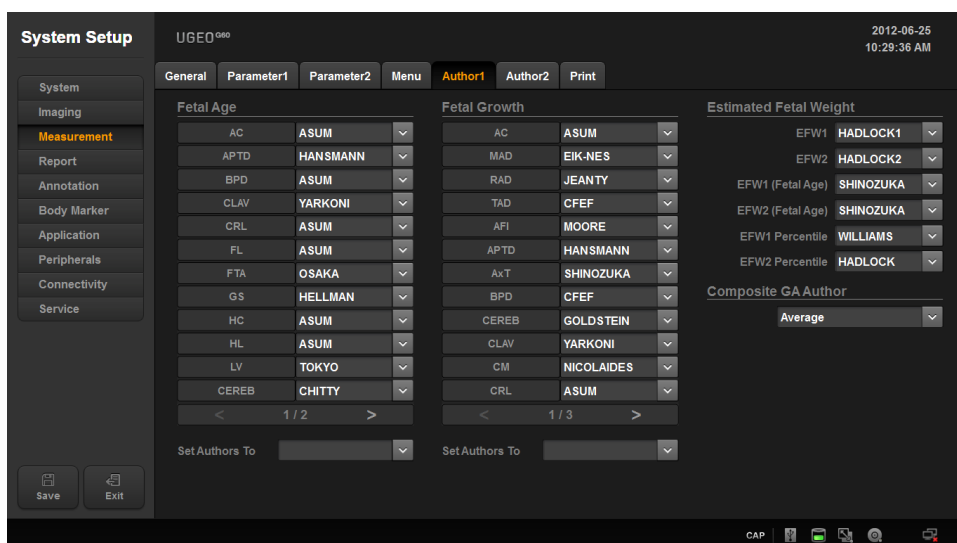 System Setup
UGEO G60
2012-06-25
10:29:36 AM
General Parameter1 Parameter2 Menu Author1 Author2 Print
System
Imaging
Measurement
Report
Annotation
Body Marker
Application
Peripherals
Connectivity
Service
Save Exit
Fetal Age
AC ASUM
APTD HANSMANN
BPD ASUM
CLAV YARKONI
CRL ASUM
FL ASUM
FTA OSAKA
GS HELLMAN
HC ASUM
HL ASUM
LV TOKYO
CEREB CHITTY
< 1 / 2 >
Set Authors To
Fetal Growth
AC ASUM
MAD EIK-NES
RAD JEANTY
TAD CFEF
AFI MOORE
APTD HANSMANN
AxT SHINOZUKA
BPD CFEF
CEREB GOLDSTEIN
CLAV YARKONI
CM NICOLAIDES
CRL ASUM
< 1 / 3 >
Set Authors To
Estimated Fetal Weight
EFW1 HADLOCK1
EFW2 HADLOCK2
EFW1 (Fetal Age) SHINOZUKA
EFW2 (Fetal Age) SHINOZUKA
EFW1 Percentile WILLIAMS
EFW2 Percentile HADLOCK
Composite GA Author
Average
CAP